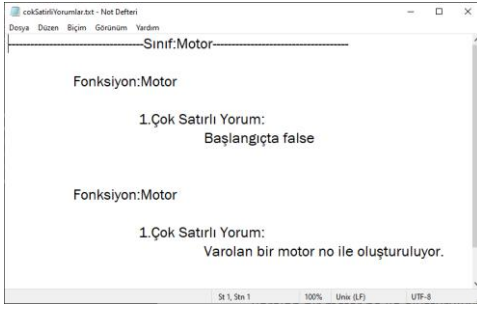 cokSatirliYorumlar.txt - Not Defteri
Dosya Düzen Biçim Görünüm Yardım
-----------------------------------Sınıf:Motor-----------------------------------
Fonksiyon:Motor
1.Çok Satırlı Yorum:
Başlangıçta false
Fonksiyon:Motor
1.Çok Satırlı Yorum:
Varolan bir motor no ile oluşturuluyor.
St 1, Stn 1 100% Unix (LF) UTF-8